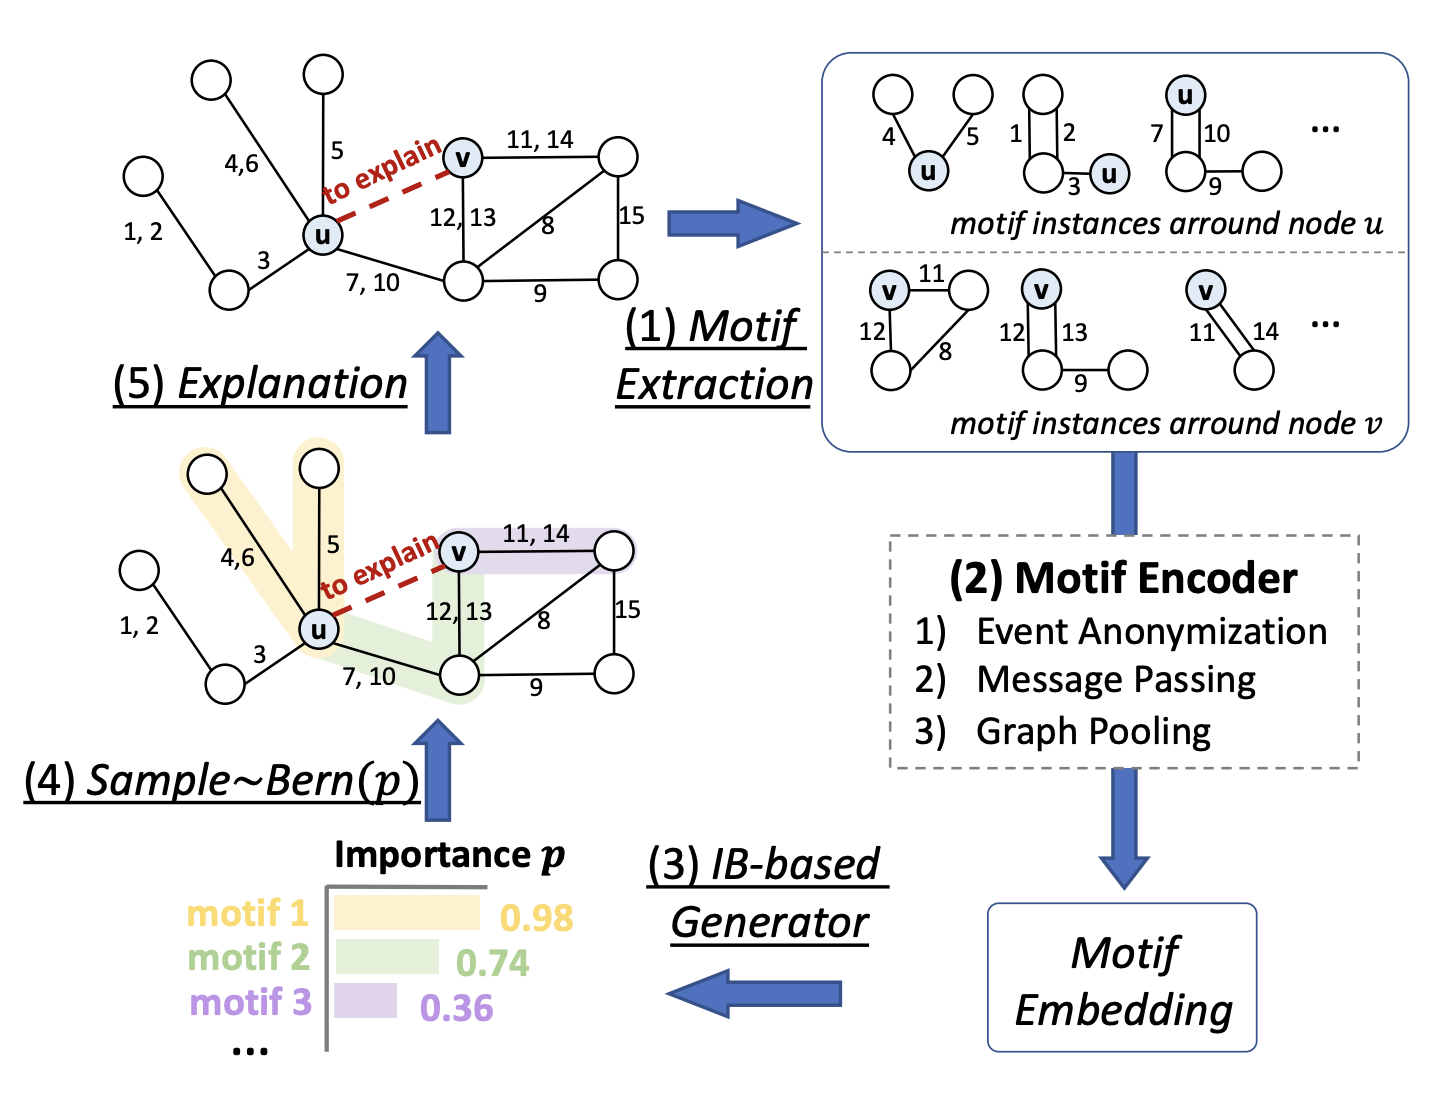 5
4,6
to explain
v
11, 14
1, 2
u
12, 13
8
15
3
7, 10
9
(1) Motif
Extraction
4
5
u
1
2
3
u
u
7
10
9
...
motif instances arround node u
v
11
12
8
v
12
13
9
v
11
14
...
motif instances arround node v
(2) Motif Encoder
1) Event Anonymization
2) Message Passing
3) Graph Pooling
Motif
Embedding
(3) IB-based
Generator
Importance p
motif 1 0.98
motif 2 0.74
motif 3 0.36
...
(4) Sample~Bern(p)
5
4,6
to explain
v
11, 14
1, 2
u
12, 13
8
15
3
7, 10
9
(5) Explanation